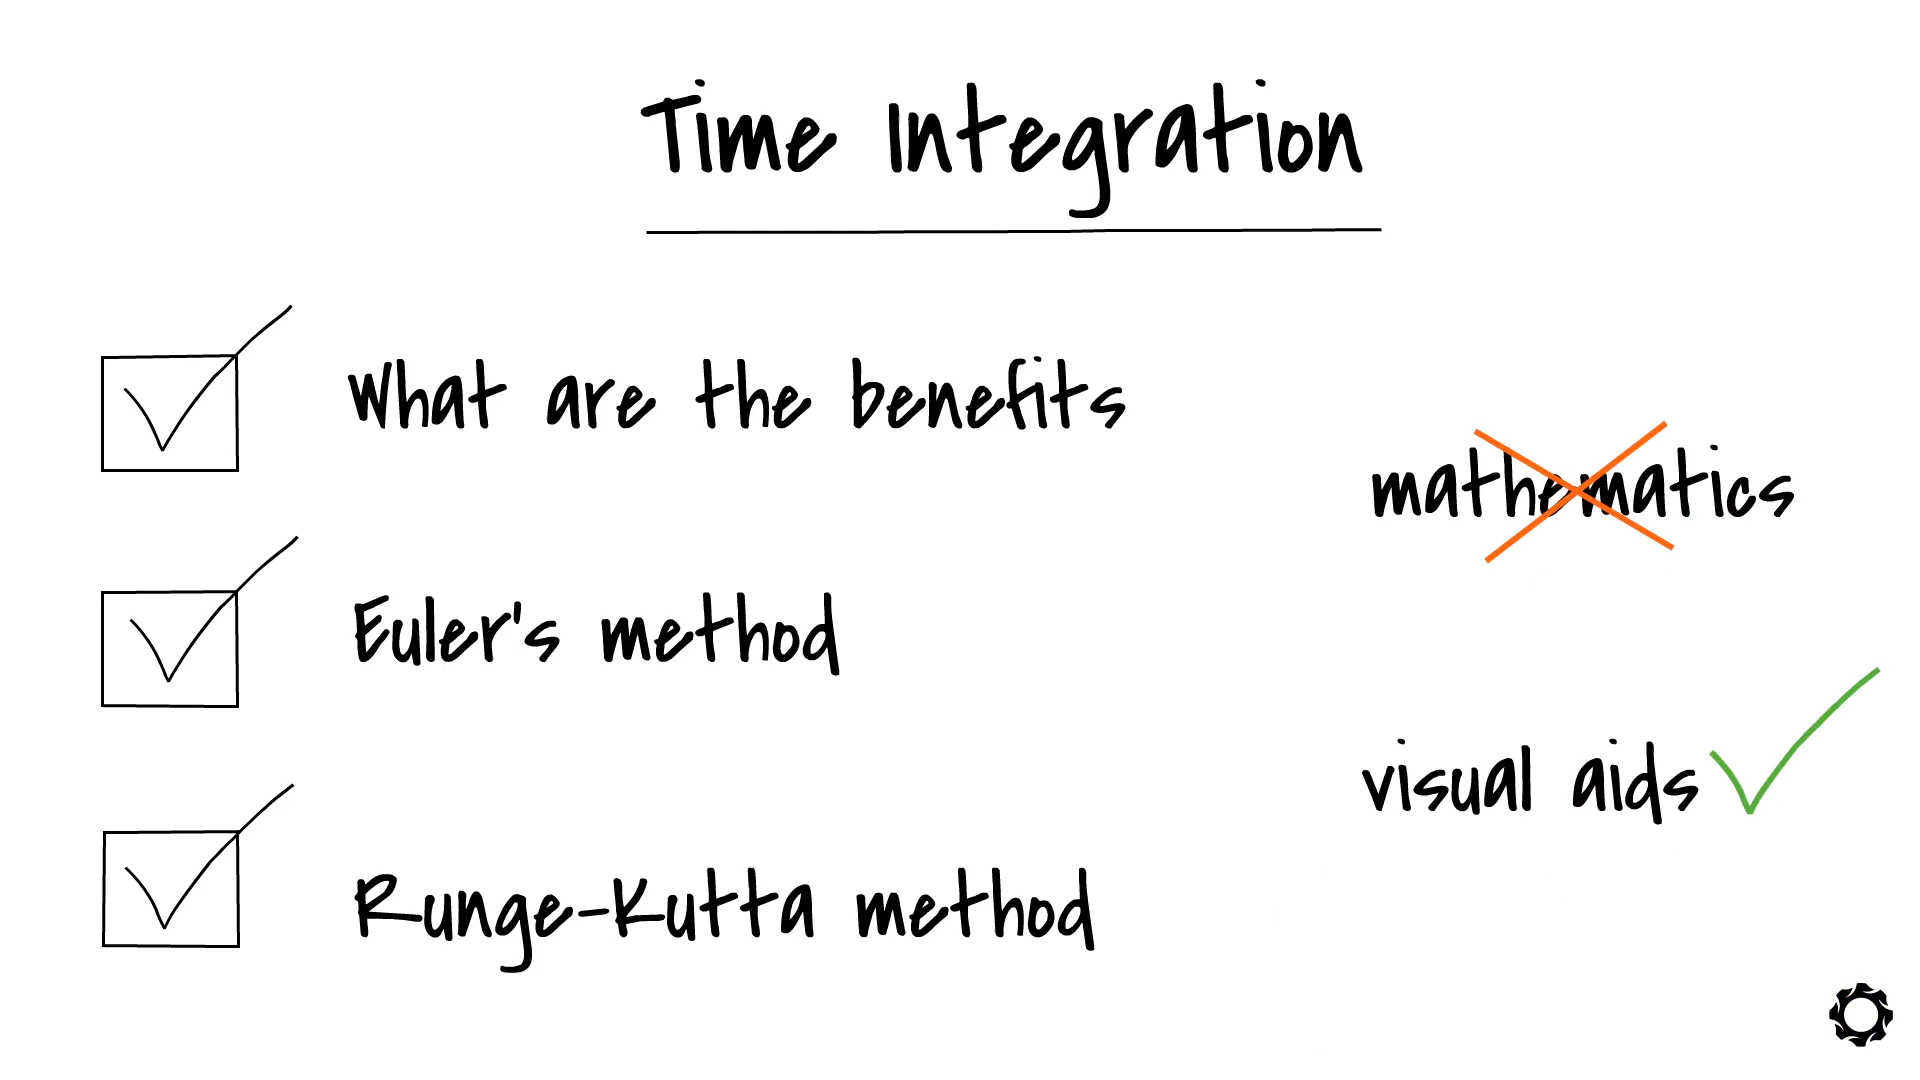 Time Integration
What are the benefits
Euler's method
Runge-Kutta method
mathematics
visual aids